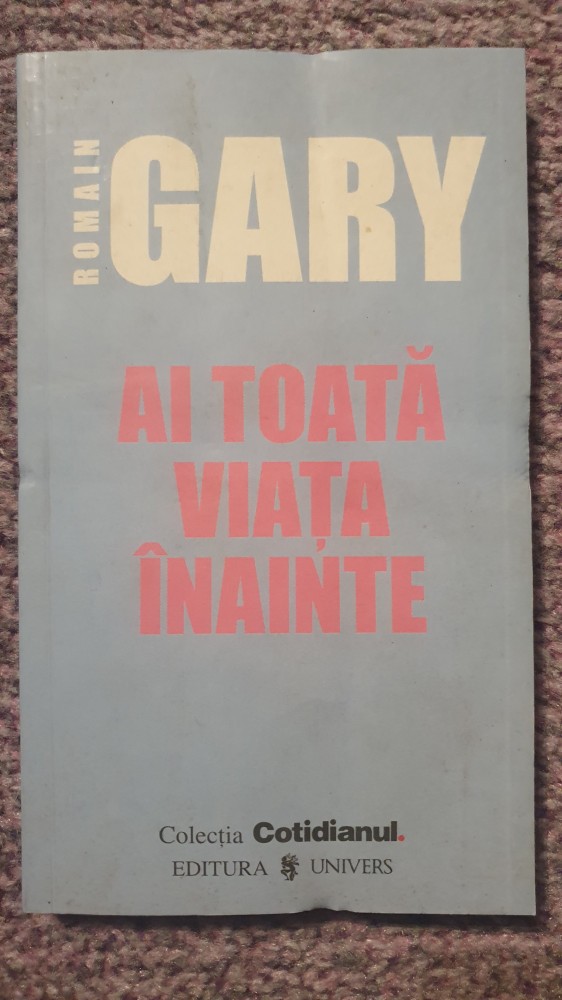 ROMAIN
GARY
AI TOATĂ
VIAȚA
ÎNAINTE
Colecția Cotidianul.
EDITURA UNIVERS